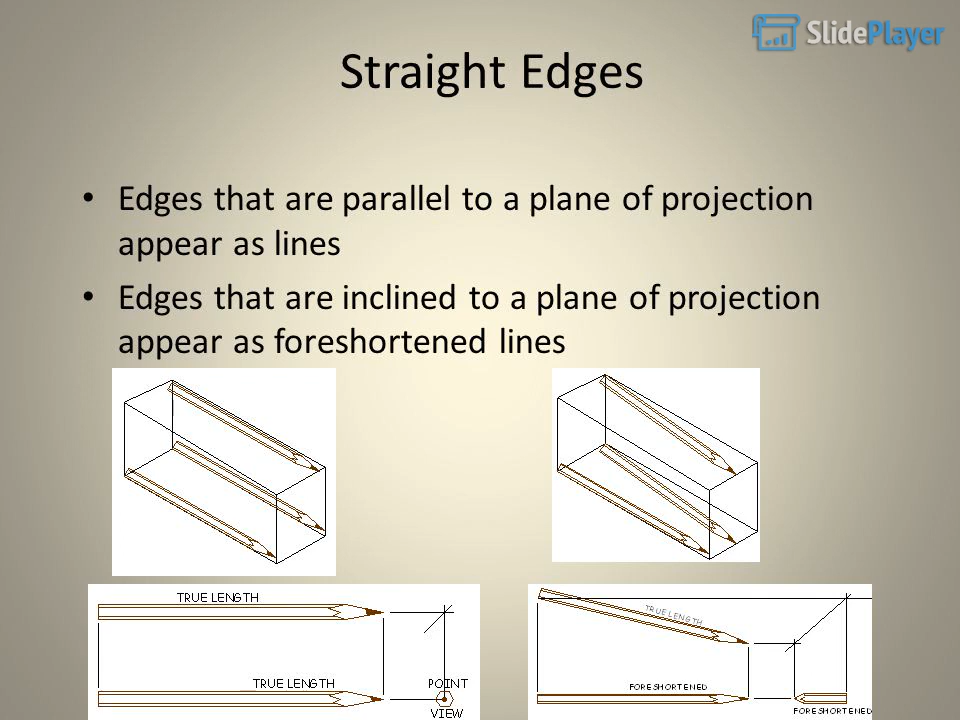 SlidePlayer
Straight Edges
• Edges that are parallel to a plane of projection
appear as lines
• Edges that are inclined to a plane of projection
appear as foreshortened lines
TRUE LENGTH
TRUE LENGTH
POINT
VIEW
TRUE LENGTH
FORESHORTENED
FORESHORTENED